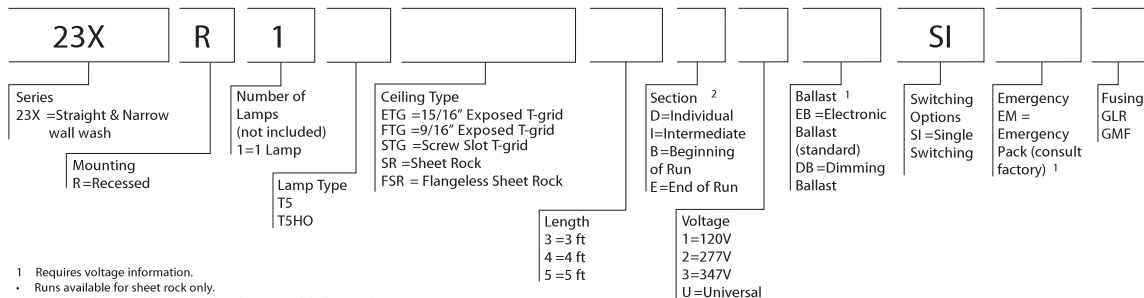 23X R 1 SI
Series
23X =Straight & Narrow
wall wash
Mounting
R=Recessed
Number of
Lamps
(not included)
1=1 Lamp
Lamp Type
T5
T5HO
Ceiling Type
ETG =15/16” Exposed T-grid
FTG =9/16” Exposed T-grid
STG =Screw Slot T-grid
SR =Sheet Rock
FSR = Flangeless Sheet Rock
Length
3 =3 ft
4 =4 ft
5 =5 ft
Section 2
D=Individual
I=Intermediate
B=Beginning
of Run
E=End of Run
Voltage
1=120V
2=277V
3=347V
U=Universal
Ballast 1
EB =Electronic
Ballast
(standard)
DB =Dimming
Ballast
Switching
Options
SI =Single
Switching
Emergency
EM =
Emergency
Pack (consult
factory) 1
Fusing
GLR
GMF
1 Requires voltage information.
• Runs available for sheet rock only.